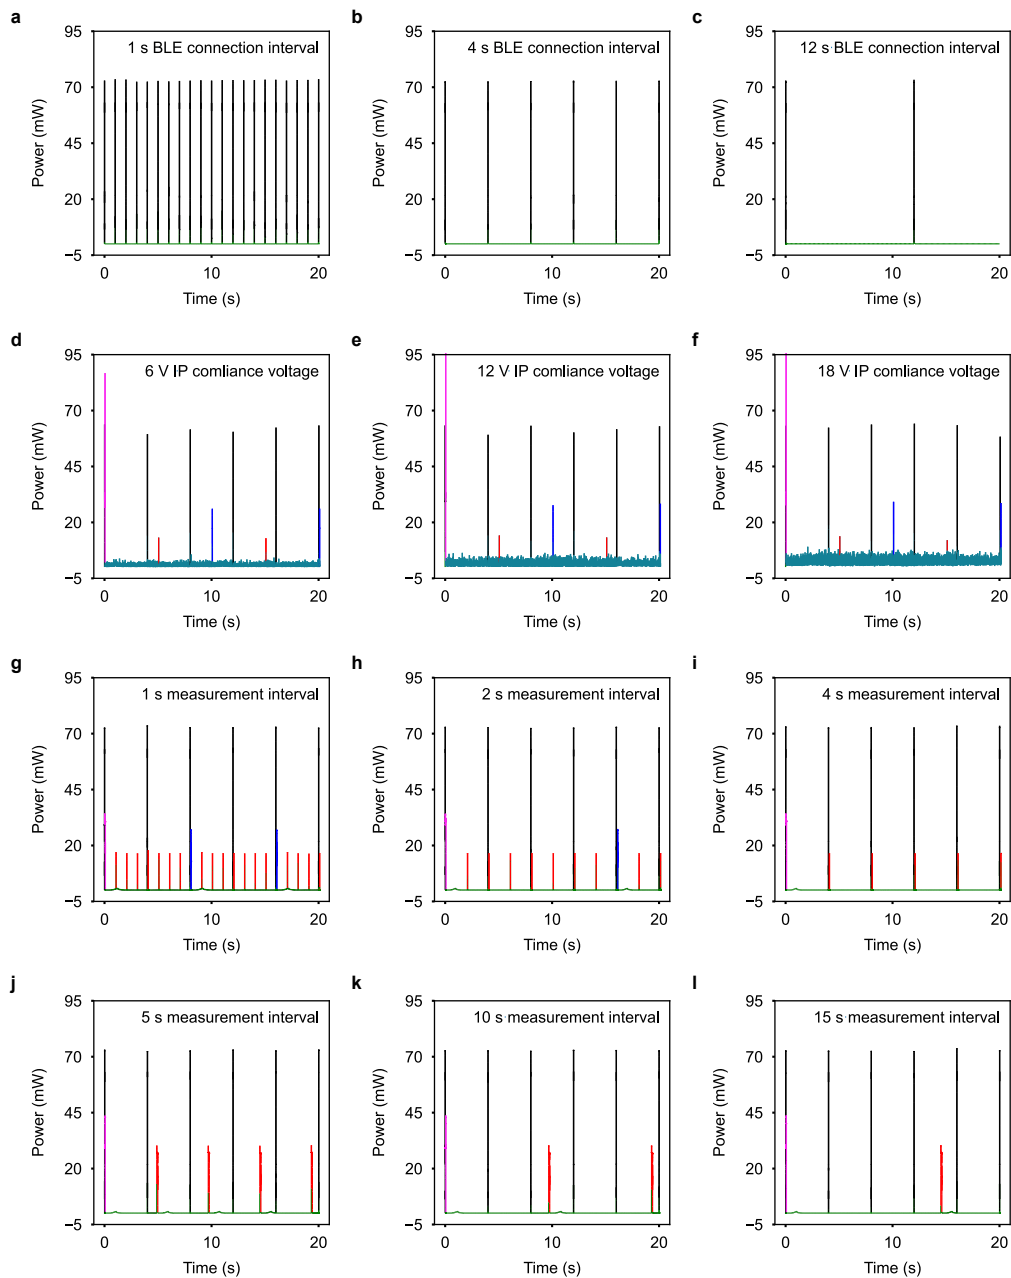 a
1 s BLE connection interval
95
70
45
20
−5
Power (mW)
0
10
20
Time (s)
b
4 s BLE connection interval
95
70
45
20
−5
Power (mW)
0
10
20
Time (s)
c
12 s BLE connection interval
95
70
45
20
−5
Power (mW)
0
10
20
Time (s)
d
6 V IP comliance voltage
95
70
45
20
−5
Power (mW)
0
10
20
Time (s)
e
12 V IP comliance voltage
95
70
45
20
−5
Power (mW)
0
10
20
Time (s)
f
18 V IP comliance voltage
95
70
45
20
−5
Power (mW)
0
10
20
Time (s)
g
1 s measurement interval
95
70
45
20
−5
Power (mW)
0
10
20
Time (s)
h
2 s measurement interval
95
70
45
20
−5
Power (mW)
0
10
20
Time (s)
i
4 s measurement interval
95
70
45
20
−5
Power (mW)
0
10
20
Time (s)
j
5 s measurement interval
95
70
45
20
−5
Power (mW)
0
10
20
Time (s)
k
10 s measurement interval
95
70
45
20
−5
Power (mW)
0
10
20
Time (s)
l
15 s measurement interval
95
70
45
20
−5
Power (mW)
0
10
20
Time (s)